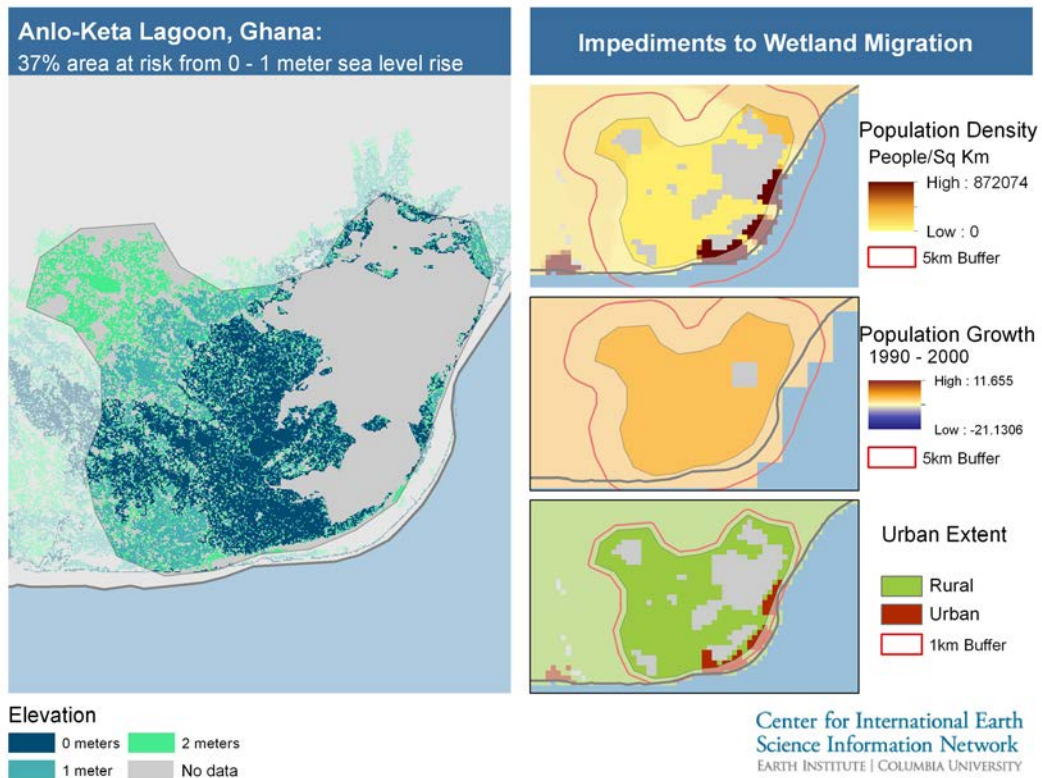 Anlo-Keta Lagoon, Ghana:
37% area at risk from 0 - 1 meter sea level rise
Elevation
0 meters
2 meters
1 meter
No data
Impediments to Wetland Migration
Population Density
People/Sq Km
High : 872074
Low : 0
5km Buffer
Population Growth
1990 - 2000
High : 11.655
Low : -21.1306
5km Buffer
Urban Extent
Rural
Urban
1km Buffer
Center for International Earth
Science Information Network
EARTH INSTITUTE | COLUMBIA UNIVERSITY